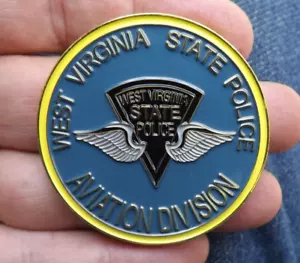 WEST VIRGINIA STATE POLICE
WEST VIRGINIA
STATE
POLICE
AVIATION DIVISION